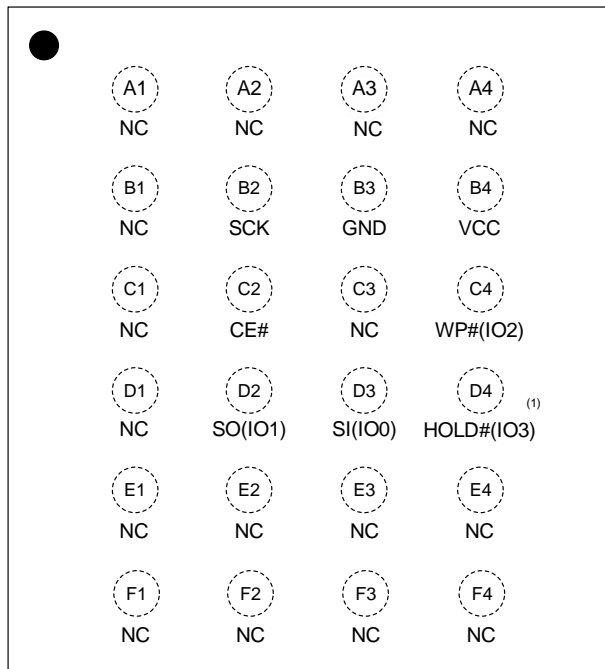 A1 A2 A3 A4
NC NC NC NC
B1 B2 B3 B4
NC SCK GND VCC
C1 C2 C3 C4
NC CE# NC WP#(IO2)
D1 D2 D3 D4 (1)
NC SO(IO1) SI(IO0) HOLD#(IO3)
E1 E2 E3 E4
NC NC NC NC
F1 F2 F3 F4
NC NC NC NC